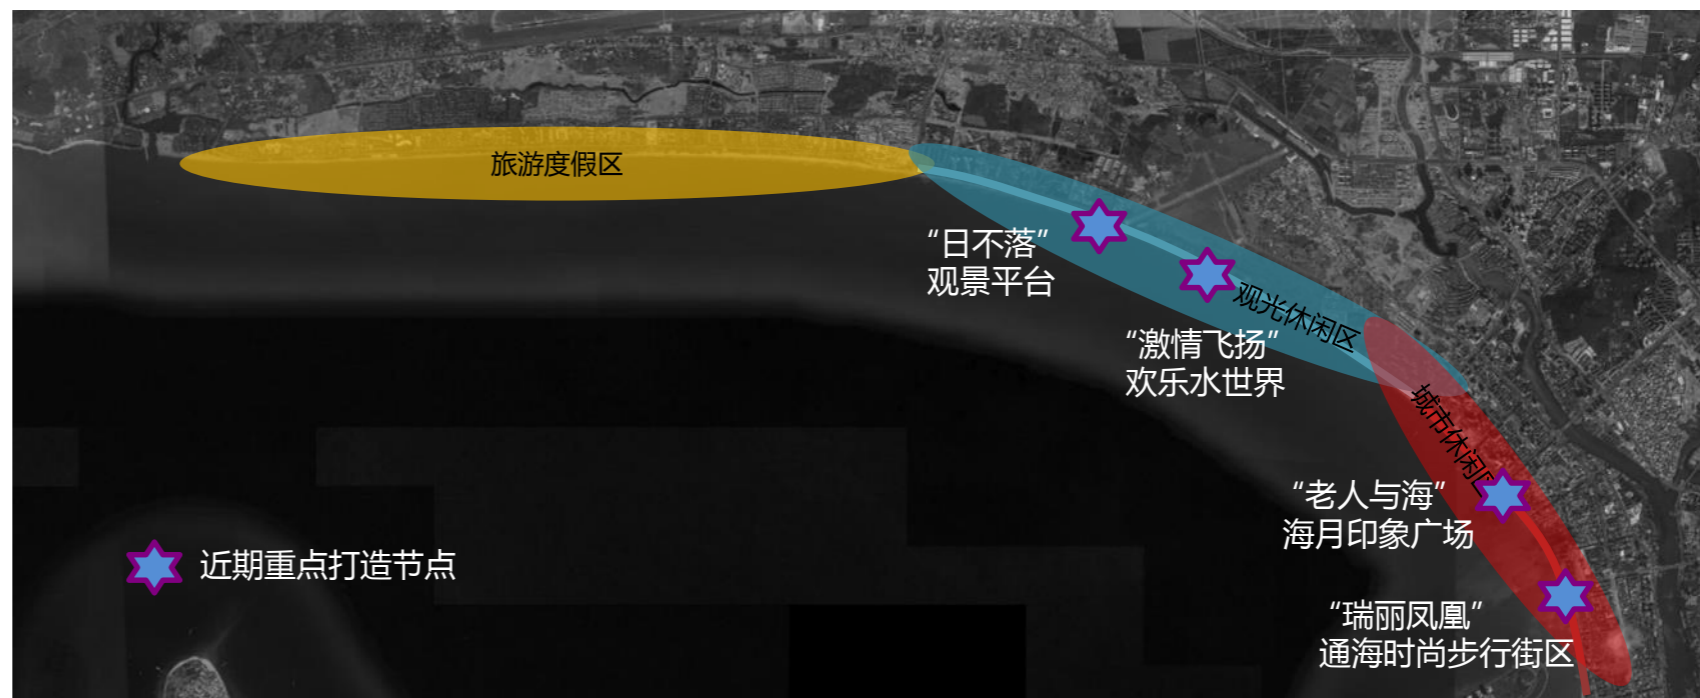 旅游度假区
“日不落”
观景平台
观光休闲区
“激情飞扬”
欢乐水世界
城市休闲区
“老人与海”
海月印象广场
近期重点打造节点
“瑞丽凤凰”
通海时尚步行街区